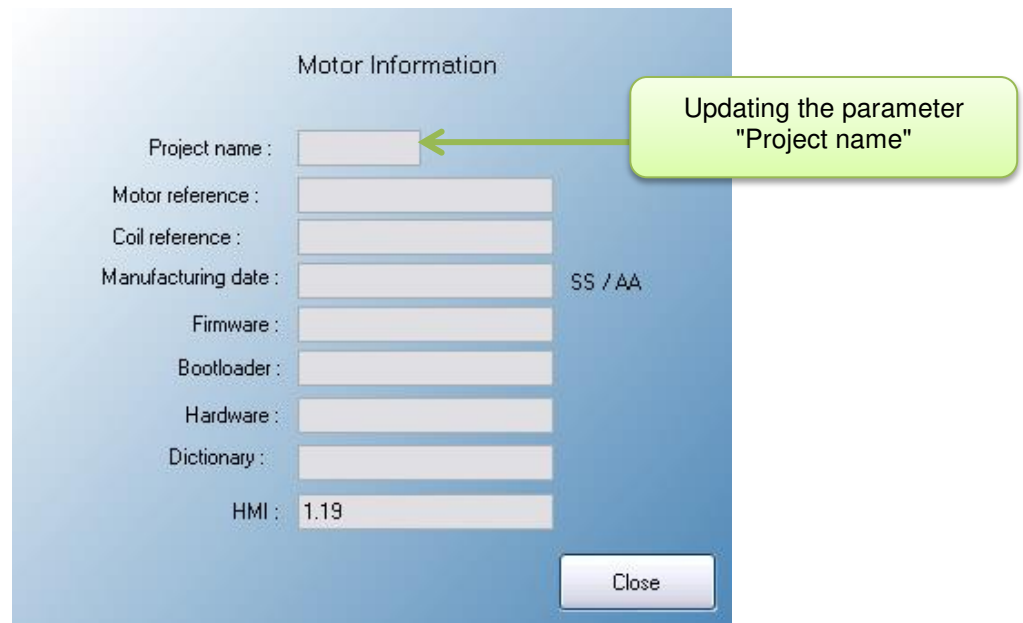 Motor Information
Updating the parameter
"Project name"
Project name :
Motor reference :
Coil reference :
Manufacturing date : SS / AA
Firmware :
Bootloader :
Hardware :
Dictionary :
HMI : 1.19
Close